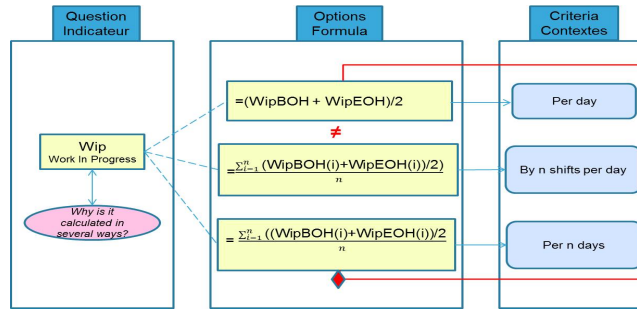 Question
Indicateur
Options
Formula
Criteria
Contextes
Wip
Work In Progress
Why is it
calculated in
several ways?
=(WipBOH + WipEOH)/2
≠
=∑ⁿᵢ₋₁ (WipBOH(i)+WipEOH(i))/2)
n
= ∑ⁿᵢ₋₁ ((WipBOH(i)+WipEOH(i))/2
n
Per day
By n shifts per day
Per n days